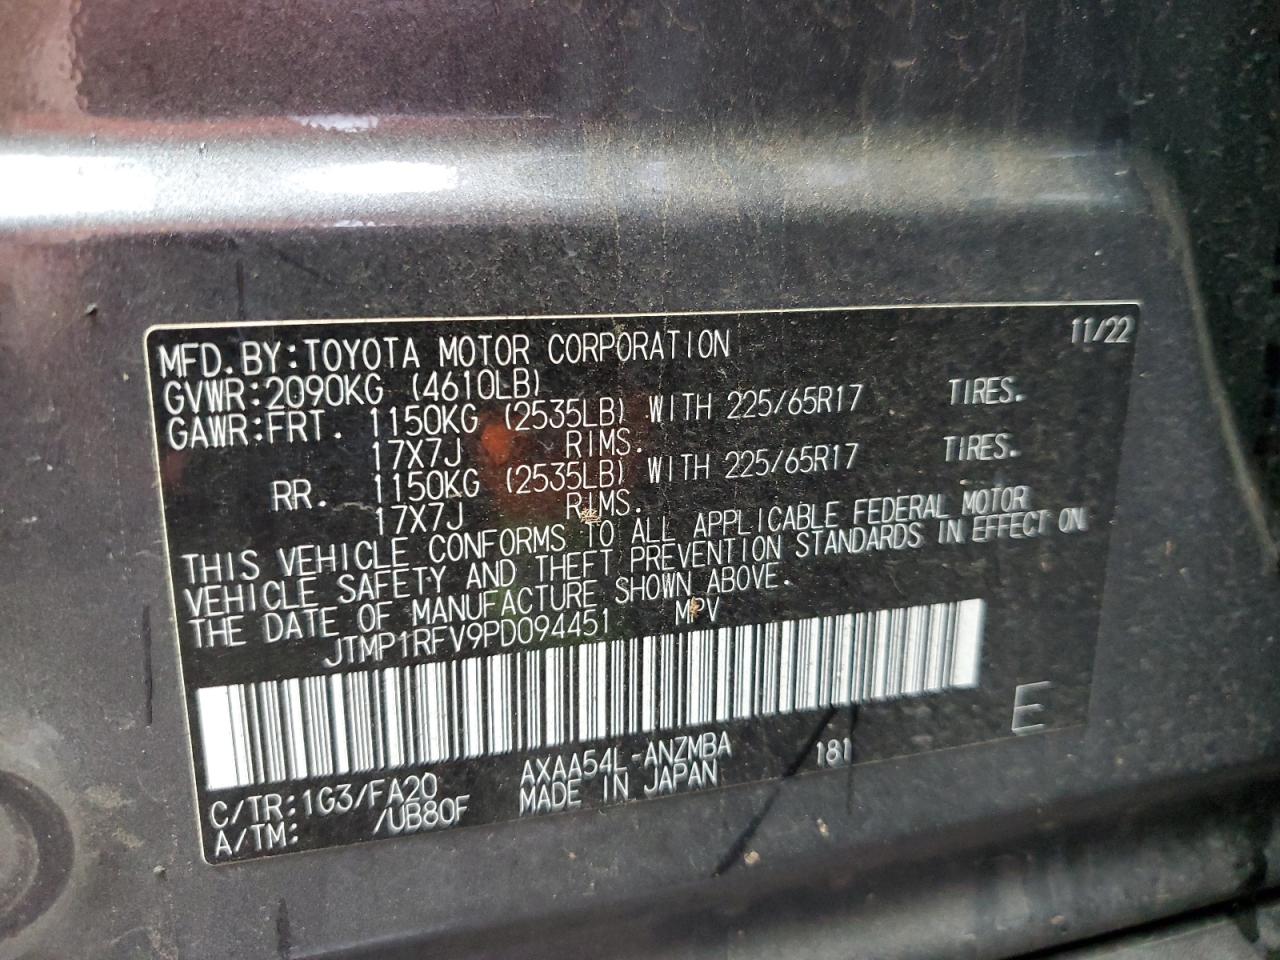 MFD.BY:TOYOTA MOTOR CORPORATION 11/22
GVWR:2090KG (4610LB)
GAWR:FRT. 1150KG (2535LB) WITH 225/65R17 TIRES.
17X7J RIMS.
RR. 1150KG (2535LB) WITH 225/65R17 TIRES.
17X7J RIMS.
THIS VEHICLE CONFORMS TO ALL APPLICABLE FEDERAL MOTOR
VEHICLE SAFETY AND THEFT PREVENTION STANDARDS IN EFFECT ON
THE DATE OF MANUFACTURE SHOWN ABOVE.
JTMP1RFV9PD094451 MPV
E
C/TR:1G3/FA20 AXAA54L-ANZMBA 181
A/TM: /UB80F MADE IN JAPAN